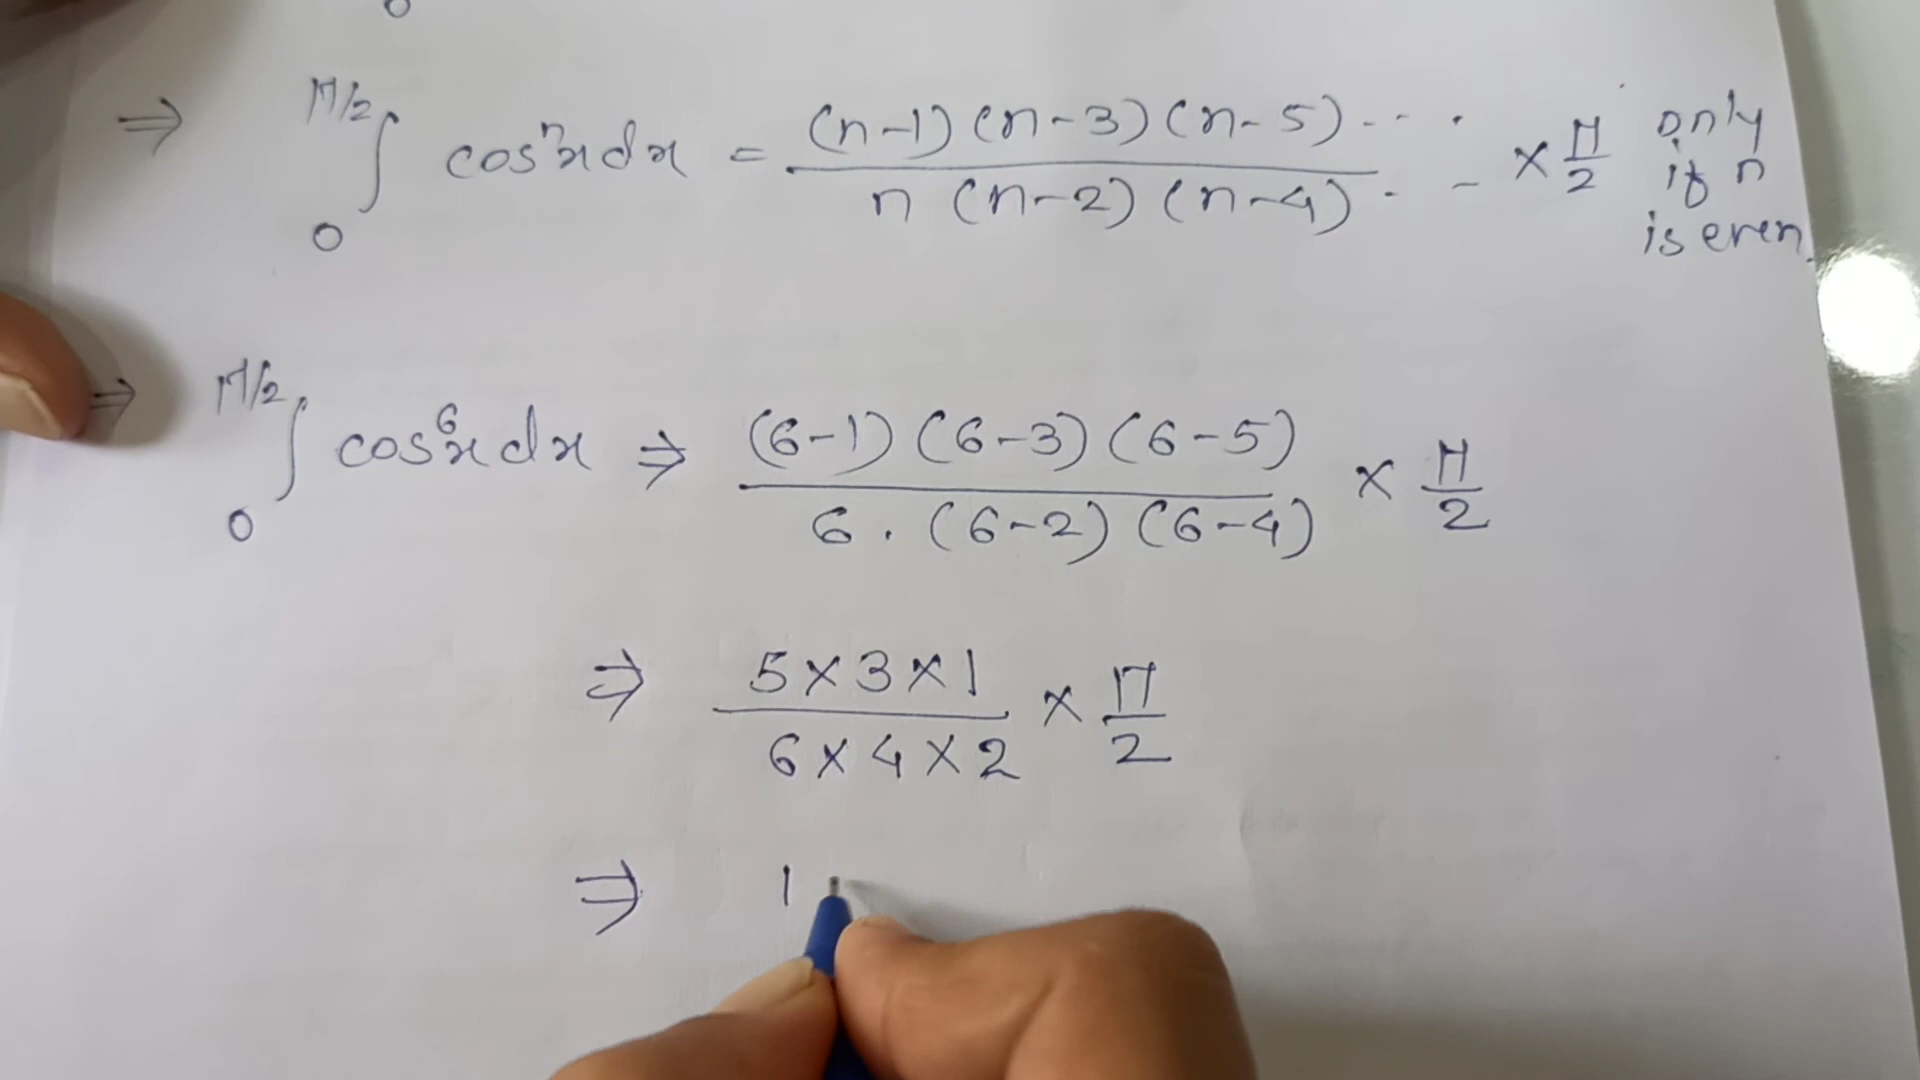 ⇒ π/2 ∫ 0 cosⁿx dx = (n-1)(n-3)(n-5)... / n(n-2)(n-4)... × π/2 only if n is even.
⇒ π/2 ∫ 0 cos⁶x dx ⇒ (6-1)(6-3)(6-5) / 6.(6-2)(6-4) × π/2
⇒ 5×3×1 / 6×4×2 × π/2
⇒ 1